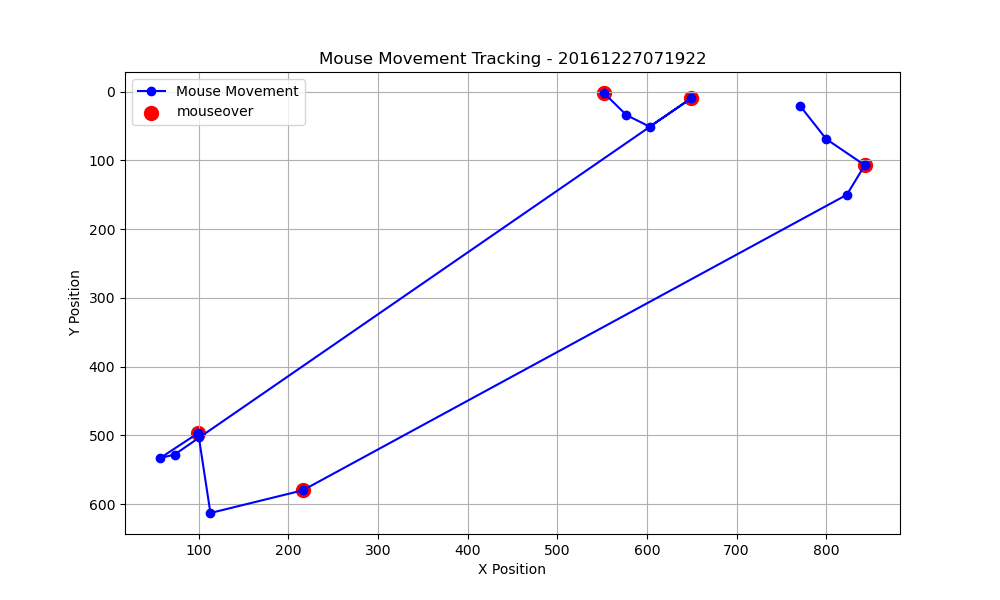 Mouse Movement Tracking - 20161227071922
Mouse Movement
mouseover
0
100
200
300
400
500
600
Y Position
100 200 300 400 500 600 700 800
X Position